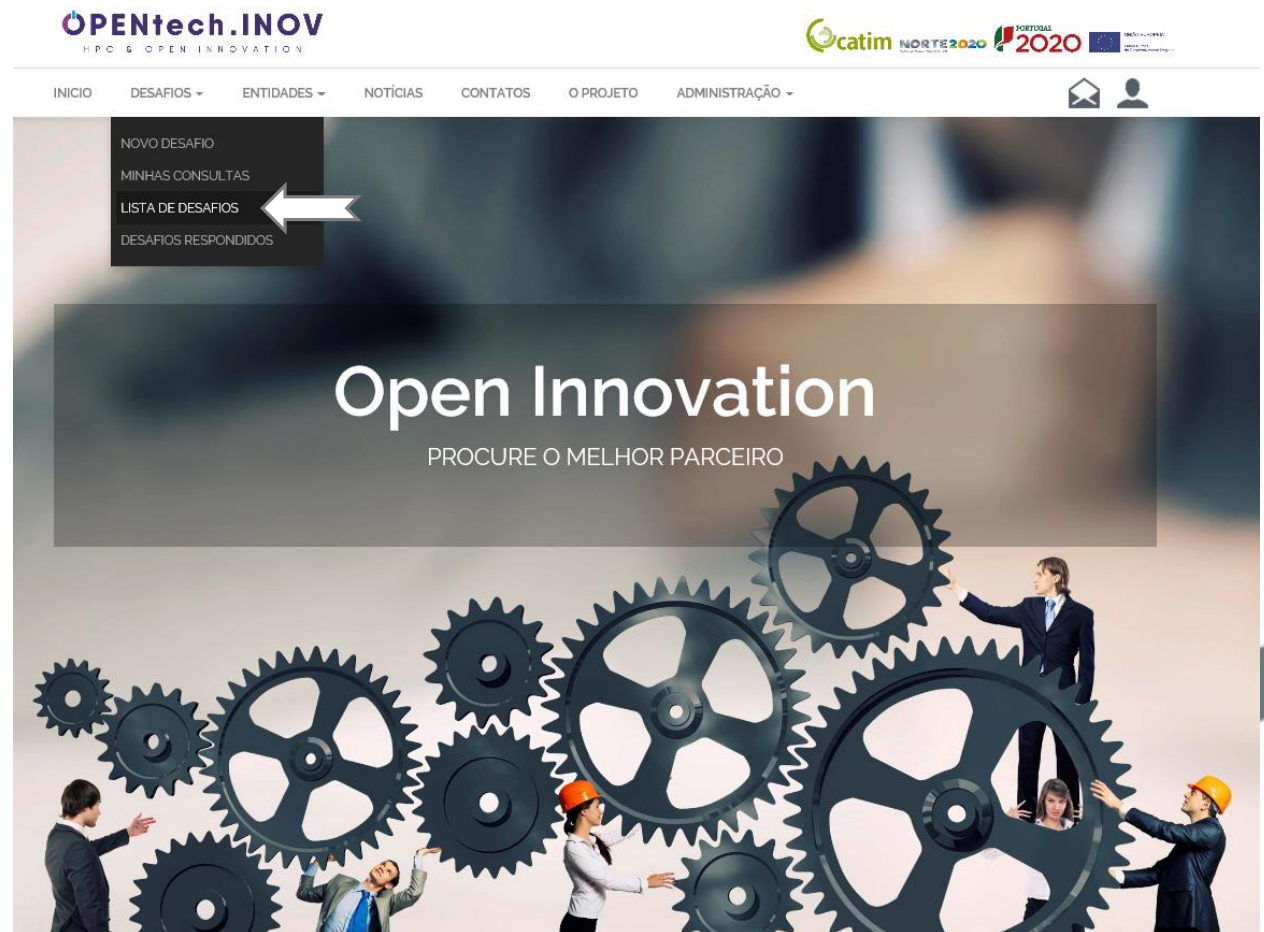 OPENtech.INOV
HPC & OPEN INNOVATION
catim NORTE2020 PORTUGAL 2020
INICIO DESAFIOS ENTIDADES NOTÍCIAS CONTATOS O PROJETO ADMINISTRAÇÃO
NOVO DESAFIO
MINHAS CONSULTAS
LISTA DE DESAFIOS
DESAFIOS RESPONDIDOS
Open Innovation
PROCURE O MELHOR PARCEIRO